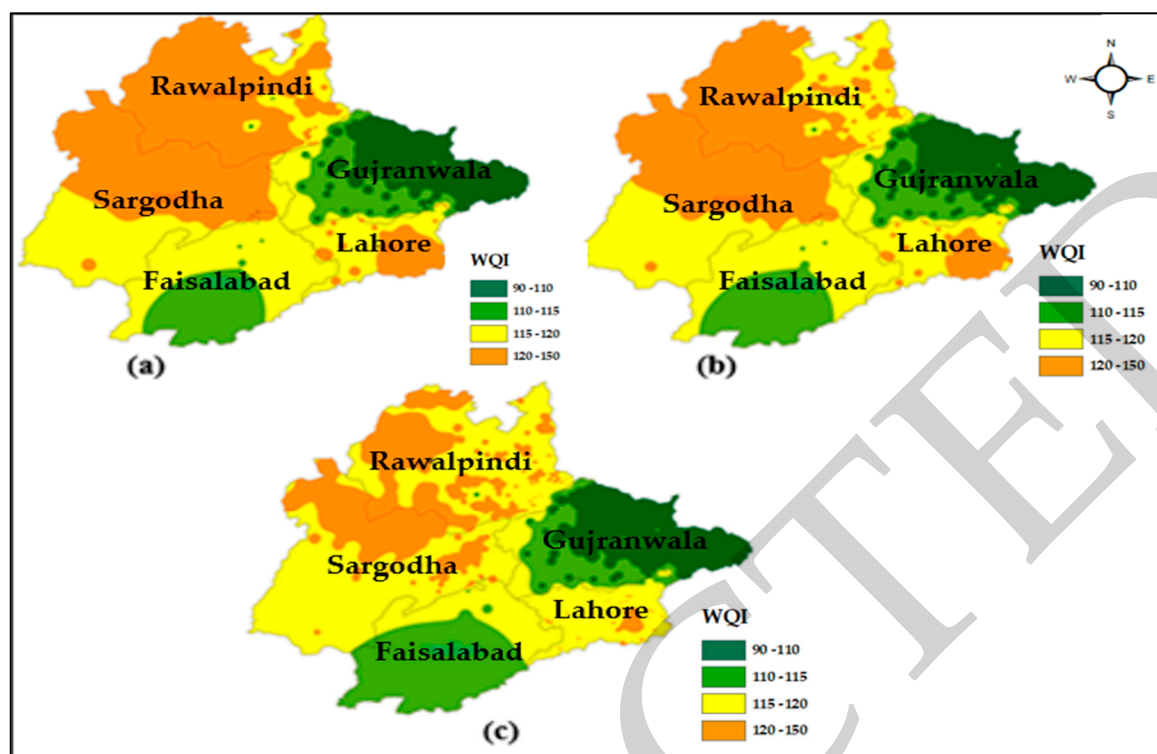 Rawalpindi
Gujranwala
Sargodha
Lahore
Faisalabad
WQI
90 -110
110 -115
115 -120
120 -150
(a)
N
W E
S
Rawalpindi
Gujranwala
Sargodha
Lahore
Faisalabad
WQI
90 -110
110 -115
115 -120
120 -150
(b)
Rawalpindi
Gujranwala
Sargodha
Lahore
Faisalabad
WQI
90 -110
110 -115
115 -120
120 -150
(c)
CTE